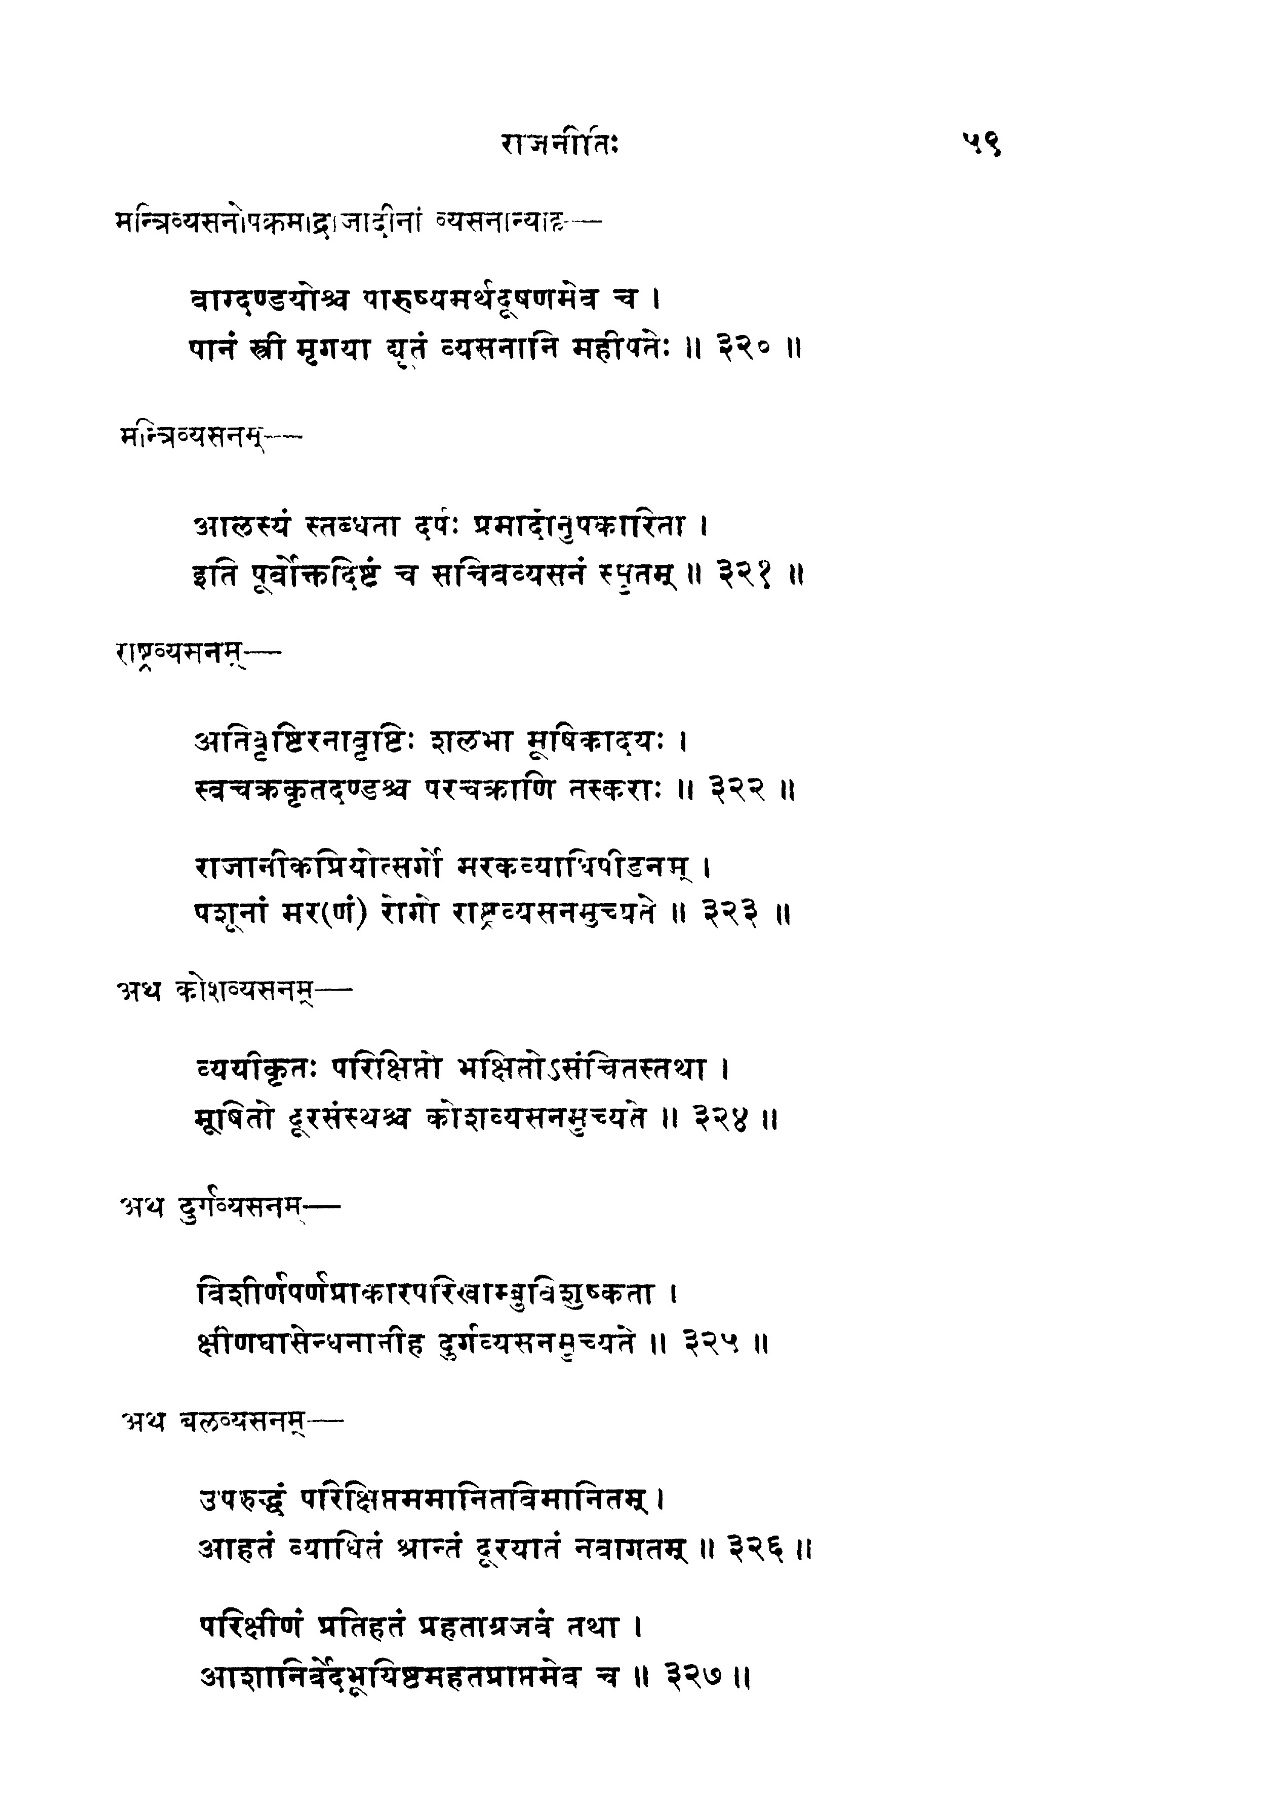 राजनीतिः ५९
मन्त्रिव्यसनोपक्रमाद्राजादीनां व्यसनान्याह—
वाग्दण्डयोश्च पारुष्यमर्थदूषणमेव च ।
पानं स्त्री मृगया द्यूतं व्यसनानि महीपतेः ॥ ३२० ॥
मन्त्रिव्यसनम्—
आलस्यं स्तब्धता दर्पः प्रमादांनुपकारिता ।
इति पूर्वोक्तदिष्टं च सचिवव्यसनं स्मृतम् ॥ ३२१ ॥
राष्ट्रव्यसनम्—
अतिवृष्टिरनावृष्टिः शलभा मूषिकादयः ।
स्वचक्रकृतदण्डश्च परचक्राणि तस्कराः ॥ ३२२ ॥
राजानीकप्रियोत्सर्गो मरकव्याधिपीडनम् ।
पशूनां मर(णं) रोगो राष्ट्रव्यसनमुच्यते ॥ ३२३ ॥
अथ कोशव्यसनम्—
व्ययीकृतः परिक्षिप्तो भक्षितोऽसंचितस्तथा ।
मूषितो दूरसंस्थश्च कोशव्यसनमुच्यते ॥ ३२४ ॥
अथ दुर्गव्यसनम्—
विशीर्णपर्णप्राकारपरिखाम्बुविशुष्कता ।
क्षीणघासेन्धनानीह दुर्गव्यसनमुच्यते ॥ ३२५ ॥
अथ बलव्यसनम्—
उपरुद्धं परिक्षिप्तममानितविमानितम् ।
आहतं व्याधितं श्रान्तं दूरयातं नवागतम् ॥ ३२६ ॥
परिक्षीणं प्रतिहतं प्रहताग्रजवं तथा ।
आशानिर्वेदभूयिष्ठमहतप्राप्तमेव च ॥ ३२७ ॥